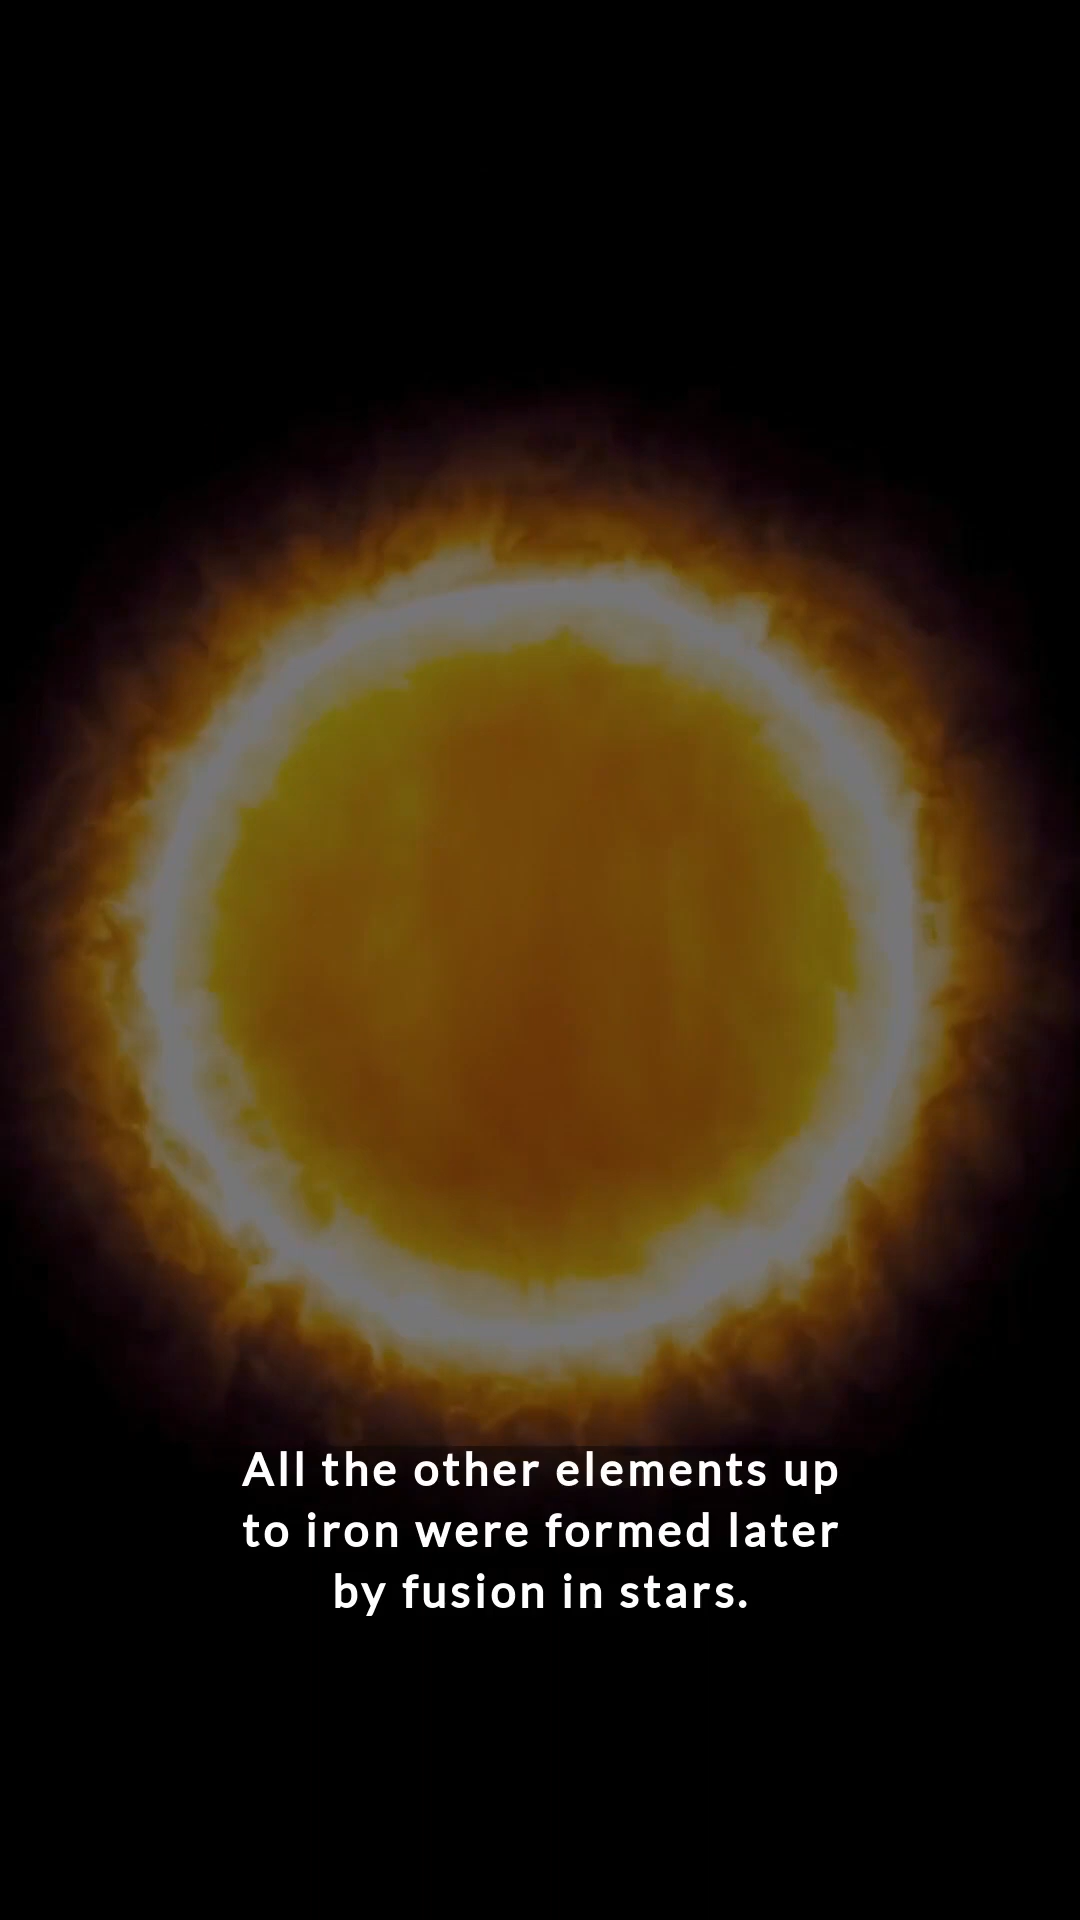 All the other elements up
to iron were formed later
by fusion in stars.